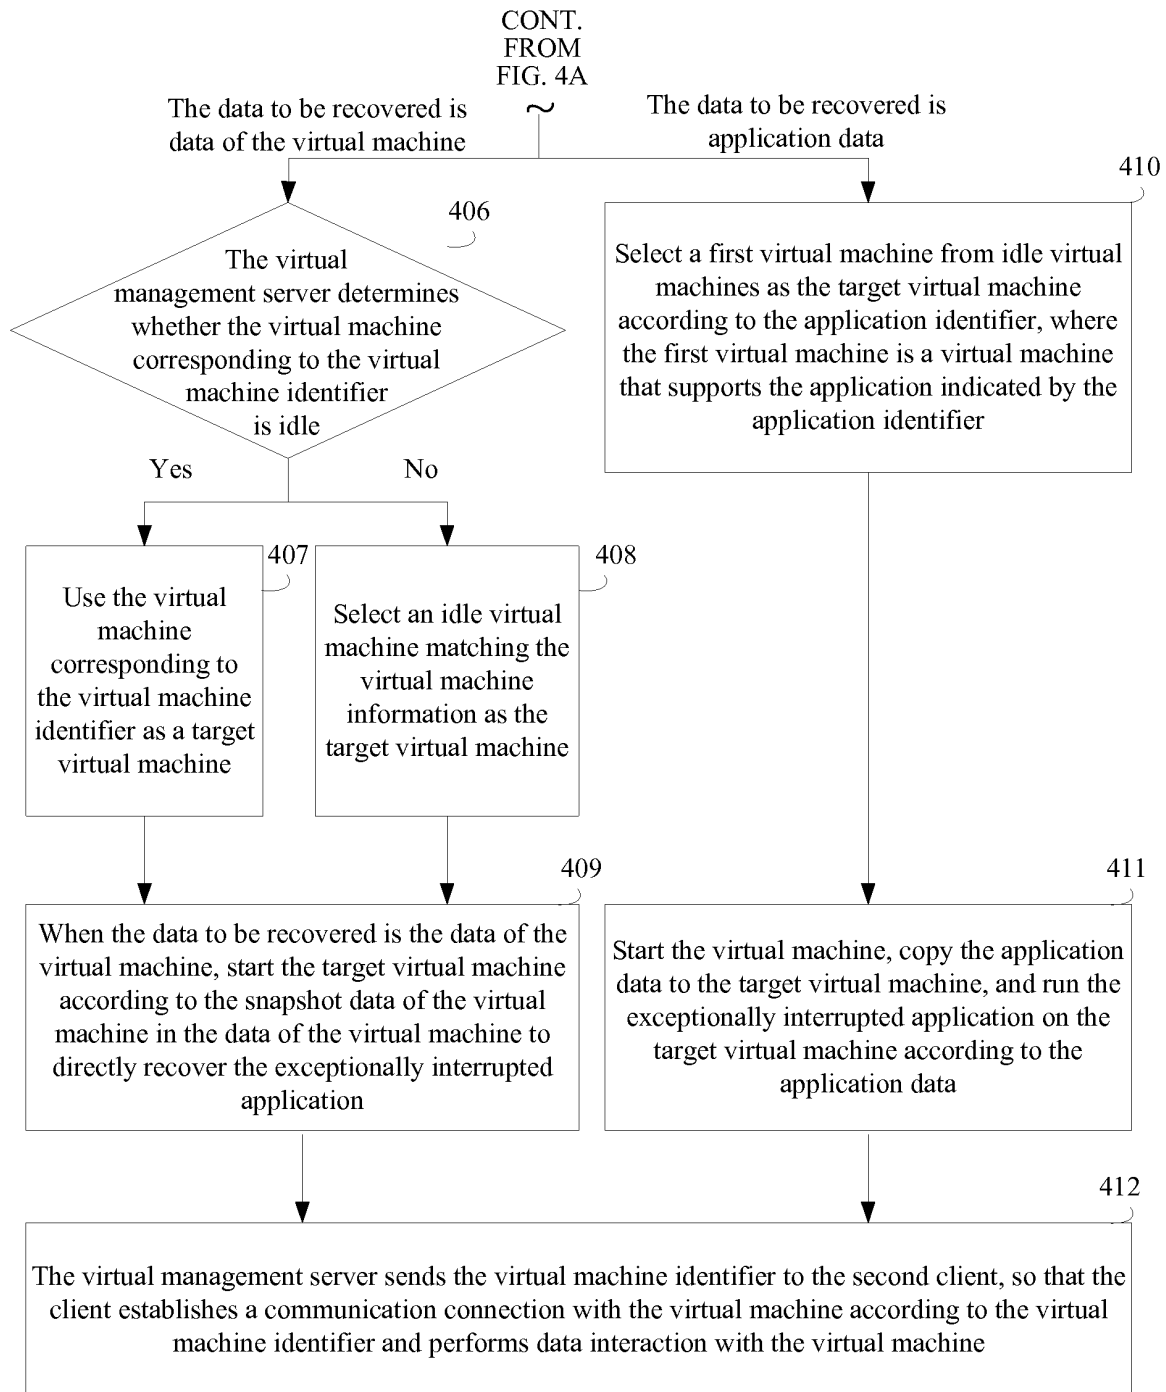 CONT.
FROM
FIG. 4A
~
The data to be recovered is
data of the virtual machine
The data to be recovered is
application data
406
The virtual
management server determines
whether the virtual machine
corresponding to the virtual
machine identifier
is idle
410
Select a first virtual machine from idle virtual
machines as the target virtual machine
according to the application identifier, where
the first virtual machine is a virtual machine
that supports the application indicated by the
application identifier
Yes
No
407
Use the virtual
machine
corresponding to
the virtual machine
identifier as a target
virtual machine
408
Select an idle virtual
machine matching the
virtual machine
information as the
target virtual machine
409
When the data to be recovered is the data of the
virtual machine, start the target virtual machine
according to the snapshot data of the virtual
machine in the data of the virtual machine to
directly recover the exceptionally interrupted
application
411
Start the virtual machine, copy the application
data to the target virtual machine, and run the
exceptionally interrupted application on the
target virtual machine according to the
application data
412
The virtual management server sends the virtual machine identifier to the second client, so that the
client establishes a communication connection with the virtual machine according to the virtual
machine identifier and performs data interaction with the virtual machine